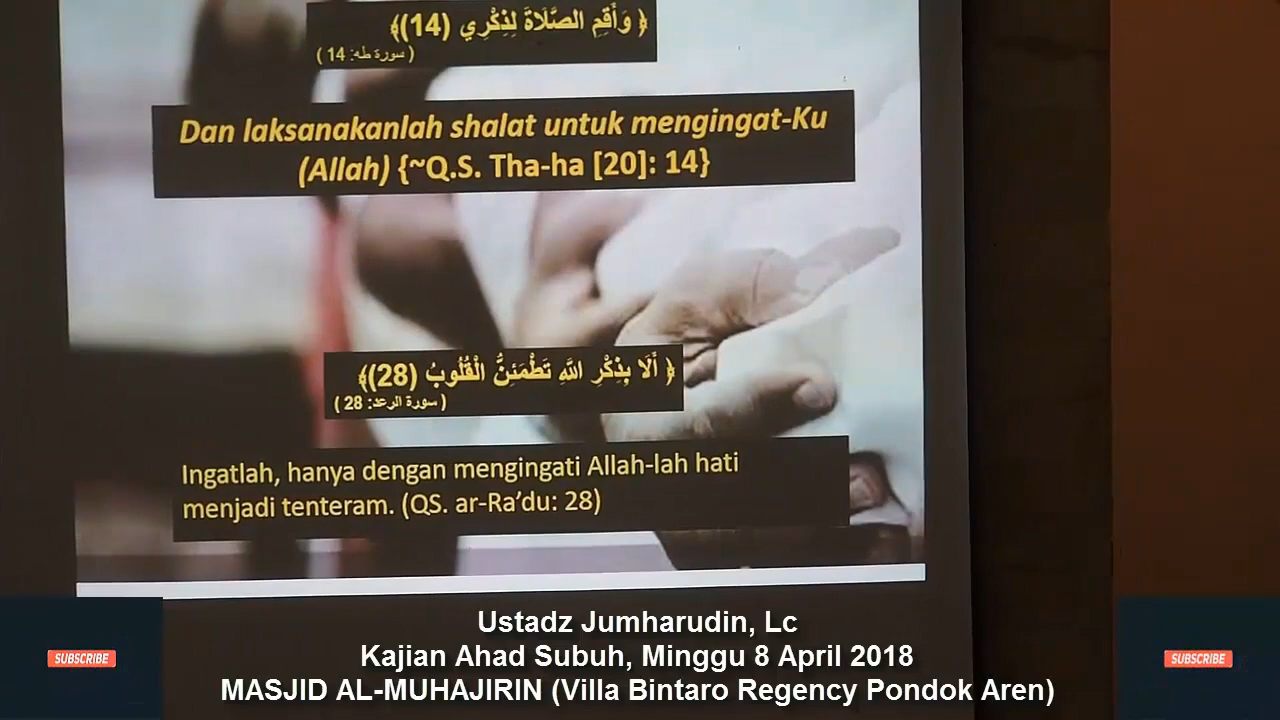 ﴿ وَأَقِمِ الصَّلَاةَ لِذِكْرِي (14)﴾
( سورة طه: 14 )
Dan laksanakanlah shalat untuk mengingat-Ku
(Allah) {~Q.S. Tha-ha [20]: 14}
﴿ أَلَا بِذِكْرِ اللَّهِ تَطْمَئِنُّ الْقُلُوبُ (28)﴾
( سورة الرعد: 28 )
Ingatlah, hanya dengan mengingati Allah-lah hati
menjadi tenteram. (QS. ar-Ra’du: 28)
Ustadz Jumharudin, Lc
Kajian Ahad Subuh, Minggu 8 April 2018
MASJID AL-MUHAJIRIN (Villa Bintaro Regency Pondok Aren)
SUBSCRIBE
SUBSCRIBE